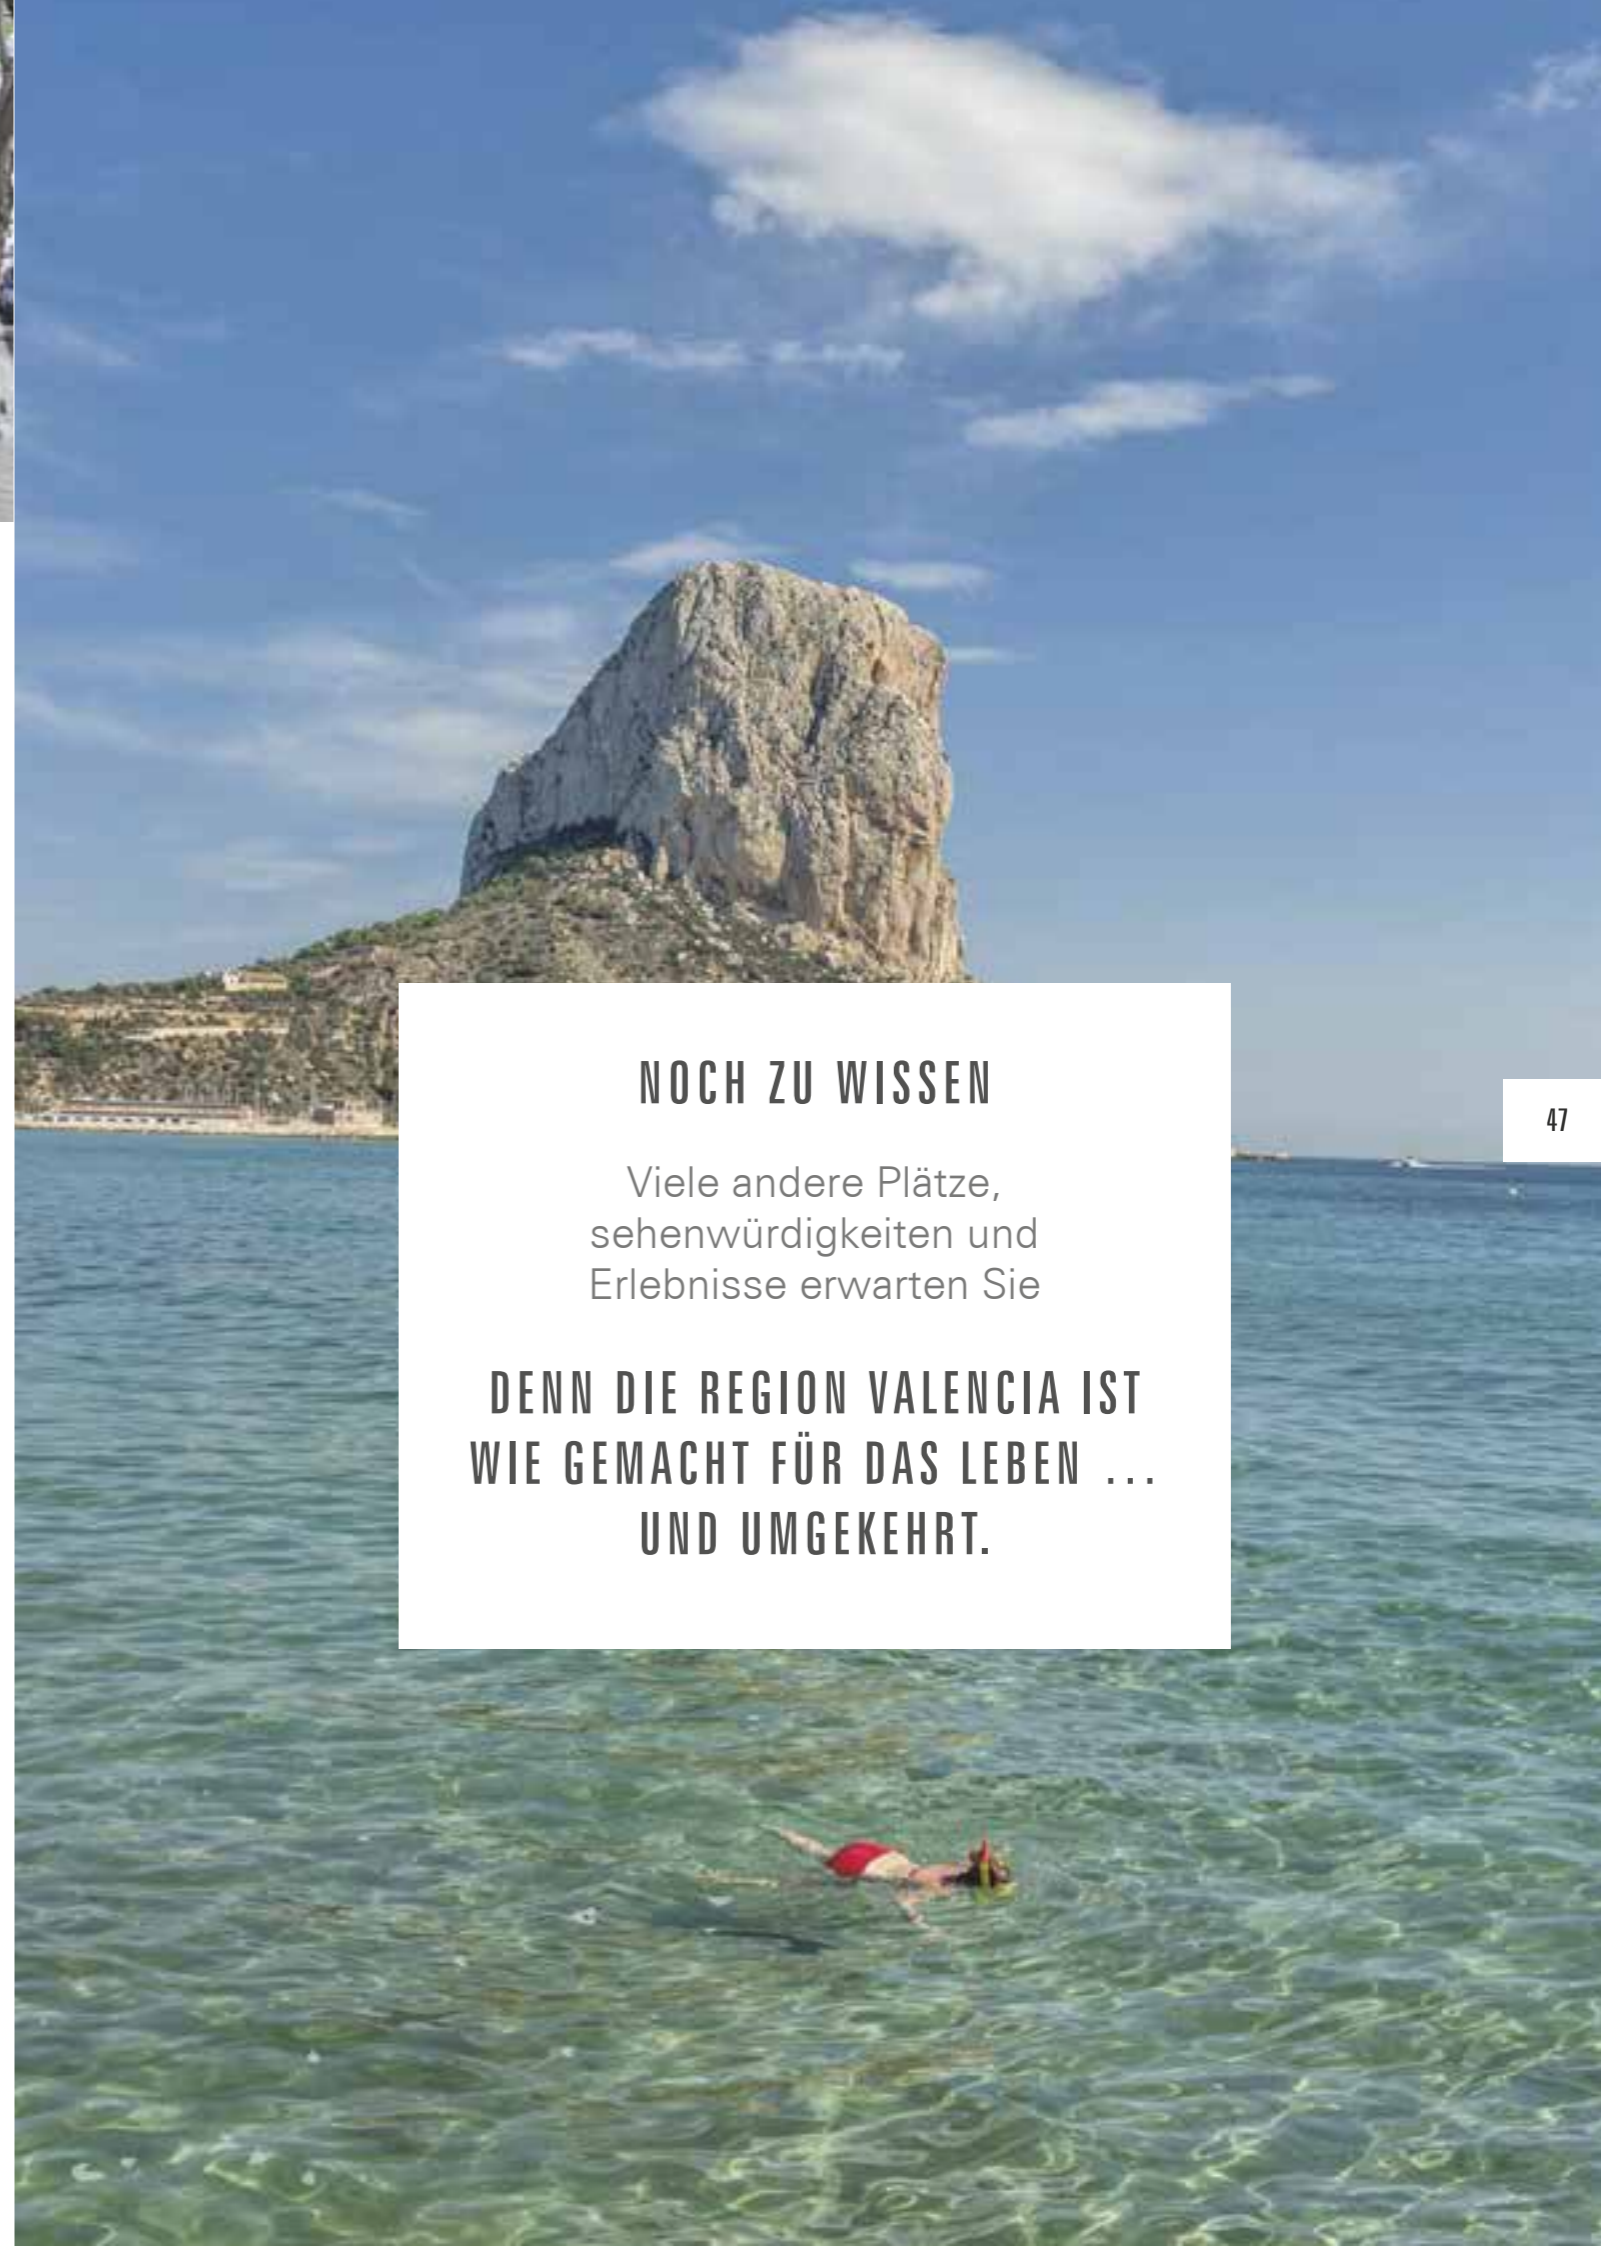 NOCH ZU WISSEN
Viele andere Plätze,
sehenwürdigkeiten und
Erlebnisse erwarten Sie
DENN DIE REGION VALENCIA IST
WIE GEMACHT FÜR DAS LEBEN ...
UND UMGEKEHRT.
47